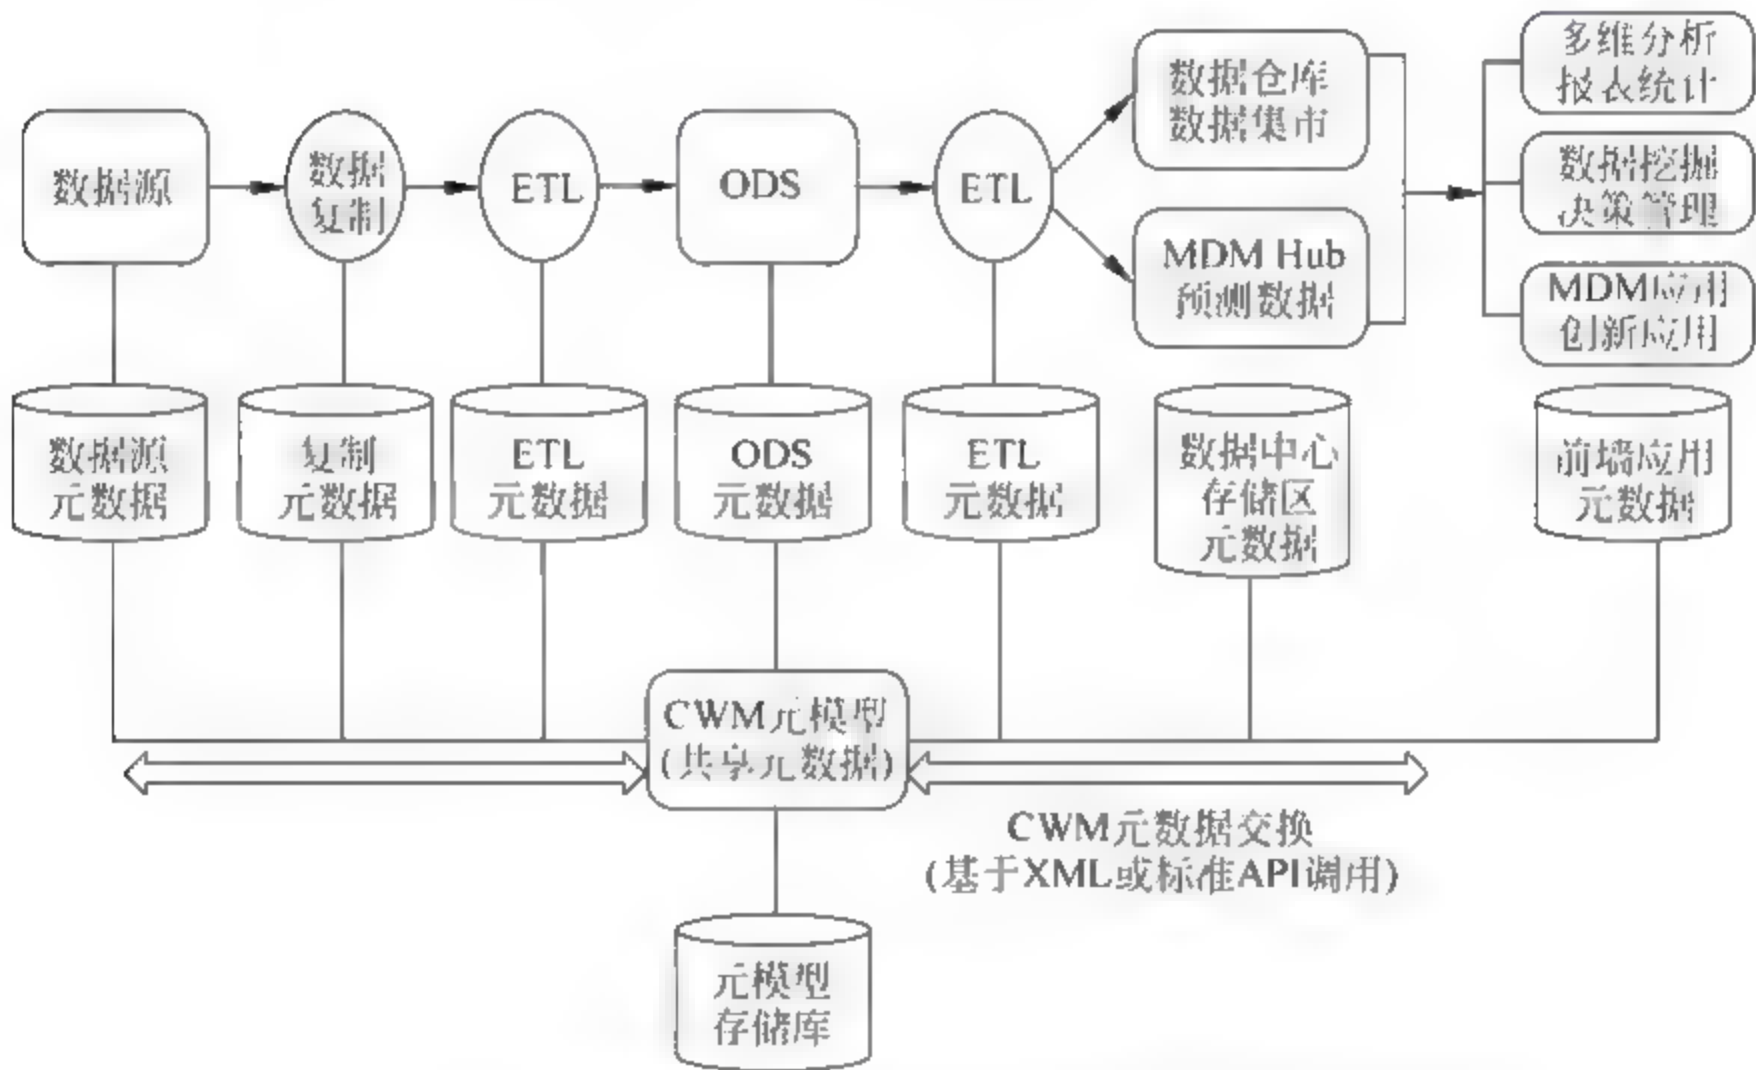 数据源
数据
复制
ETL
ODS
ETL
数据仓库
数据集市
MDM Hub
预测数据
多维分析
报表统计
数据挖掘
决策管理
MDM应用
创新应用
数据源
元数据
复制
元数据
ETL
元数据
ODS
元数据
ETL
元数据
数据中心
存储区
元数据
前墙应用
元数据
CWM元模型
(共享元数据)
CWM元数据交换
(基于XML或标准API调用)
元模型
存储库